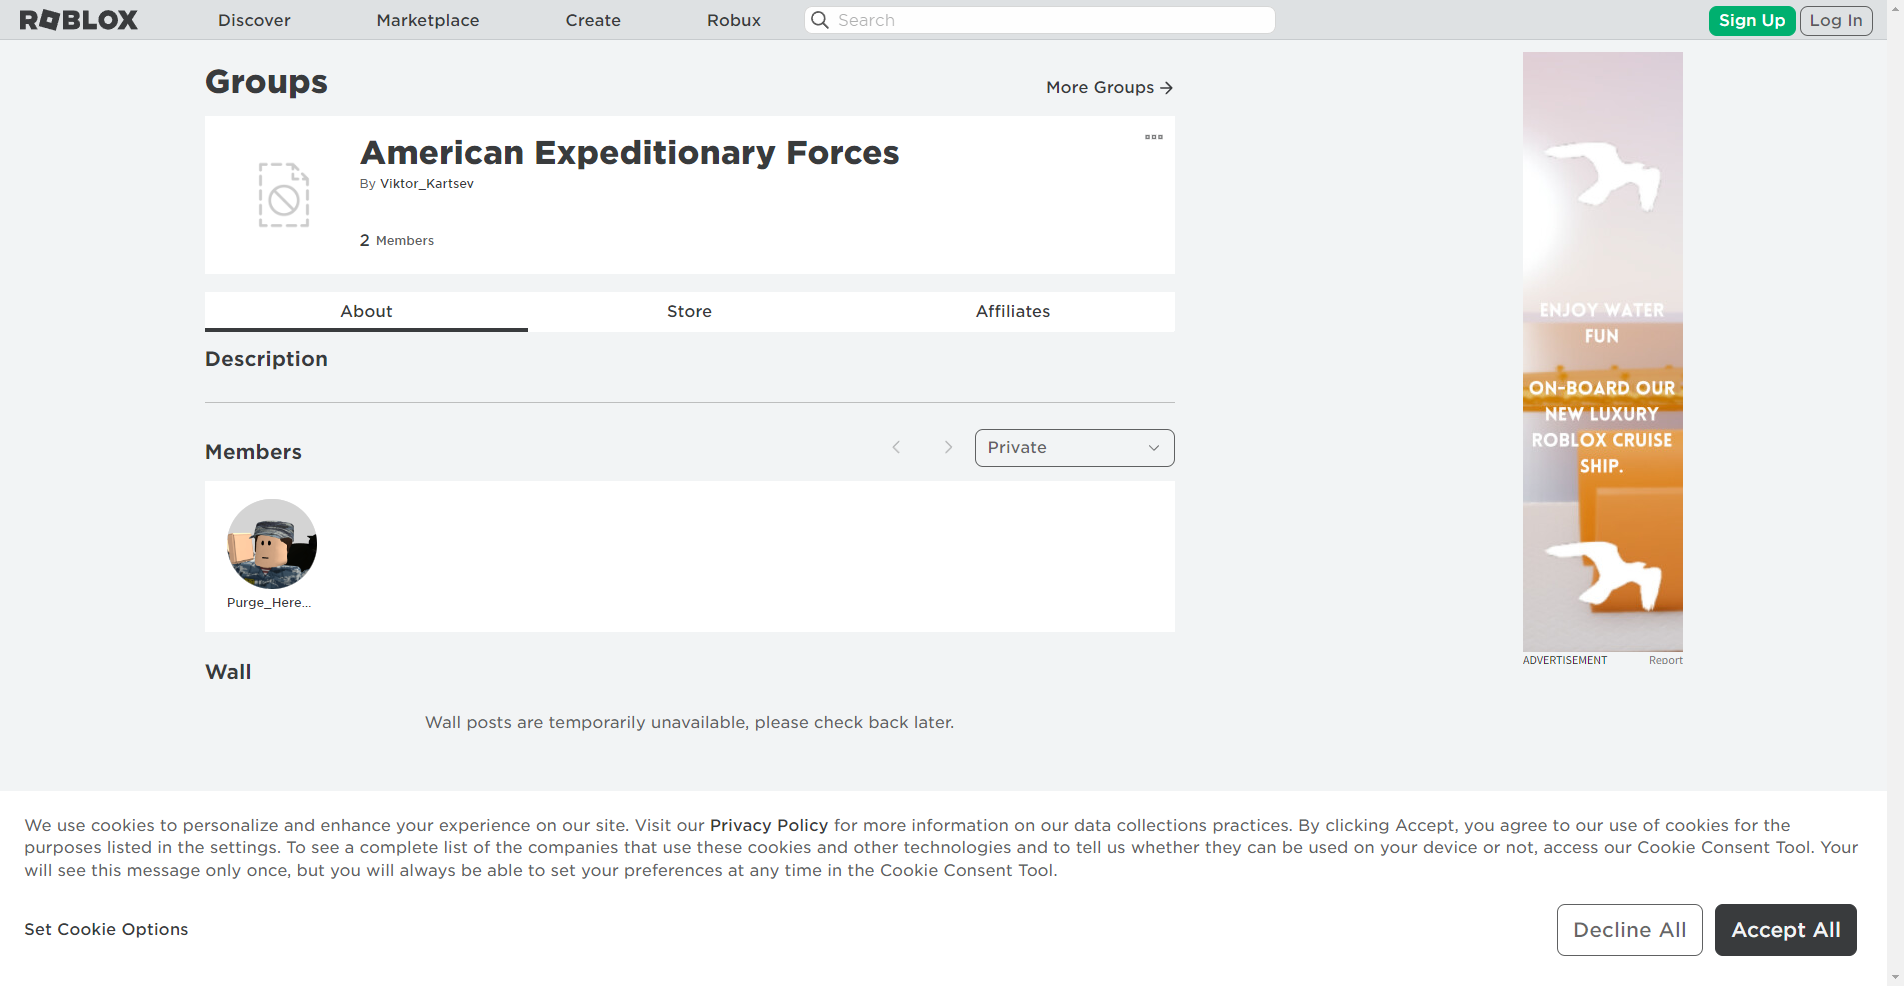 ROBLOX
Discover
Marketplace
Create
Robux
Search
Sign Up
Log In
Groups
More Groups
American Expeditionary Forces
By Viktor_Kartsev
2 Members
About
Store
Affiliates
Description
Members
Private
Purge_Here...
Wall
Wall posts are temporarily unavailable, please check back later.
ENJOY WATER
FUN
ON-BOARD OUR
NEW LUXURY
ROBLOX CRUISE
SHIP.
ADVERTISEMENT
Report
We use cookies to personalize and enhance your experience on our site. Visit our Privacy Policy for more information on our data collections practices. By clicking Accept, you agree to our use of cookies for the
purposes listed in the settings. To see a complete list of the companies that use these cookies and other technologies and to tell us whether they can be used on your device or not, access our Cookie Consent Tool. Your
will see this message only once, but you will always be able to set your preferences at any time in the Cookie Consent Tool.
Set Cookie Options
Decline All
Accept All